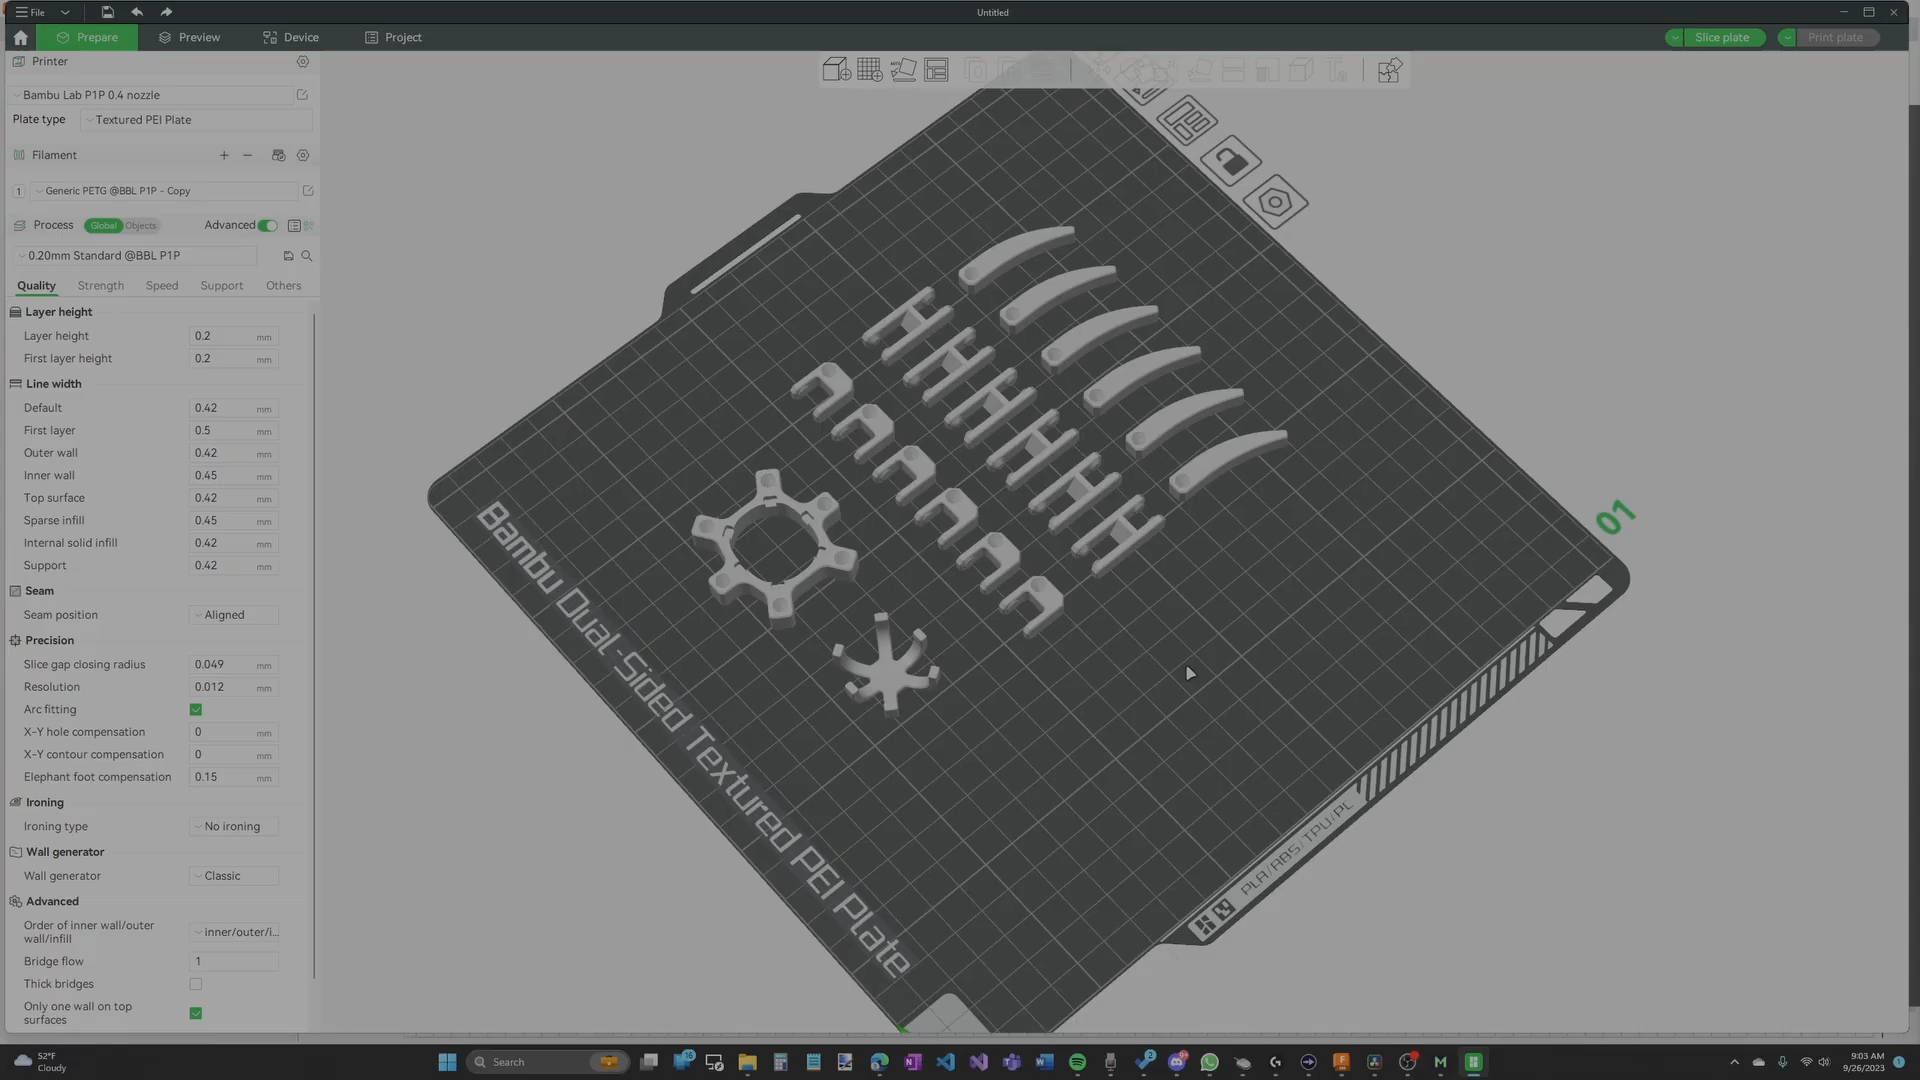 File
Untitled
Prepare
Preview
Device
Project
Slice plate
Print plate
Printer
Bambu Lab P1P 0.4 nozzle
Plate type
Textured PEI Plate
Filament
1
Generic PETG @BBL P1P - Copy
Process
Global
Objects
Advanced
0.20mm Standard @BBL P1P
Quality
Strength
Speed
Support
Others
Layer height
Layer height 0.2 mm
First layer height 0.2 mm
Line width
Default 0.42 mm
First layer 0.5 mm
Outer wall 0.42 mm
Inner wall 0.45 mm
Top surface 0.42 mm
Sparse infill 0.45 mm
Internal solid infill 0.42 mm
Support 0.42 mm
Seam
Seam position Aligned
Precision
Slice gap closing radius 0.049 mm
Resolution 0.012 mm
Arc fitting
X-Y hole compensation 0 mm
X-Y contour compensation 0 mm
Elephant foot compensation 0.15 mm
Ironing
Ironing type No ironing
Wall generator
Wall generator Classic
Advanced
Order of inner wall/outer
wall/infill
inner/outer/i...
Bridge flow 1
Thick bridges
Only one wall on top
surfaces
01
Bambu Dual-Sided Textured PEI Plate
PLA/ABS/TPU/PC
52°F
Cloudy
Search
16
2
9:03 AM
9/26/2023
1